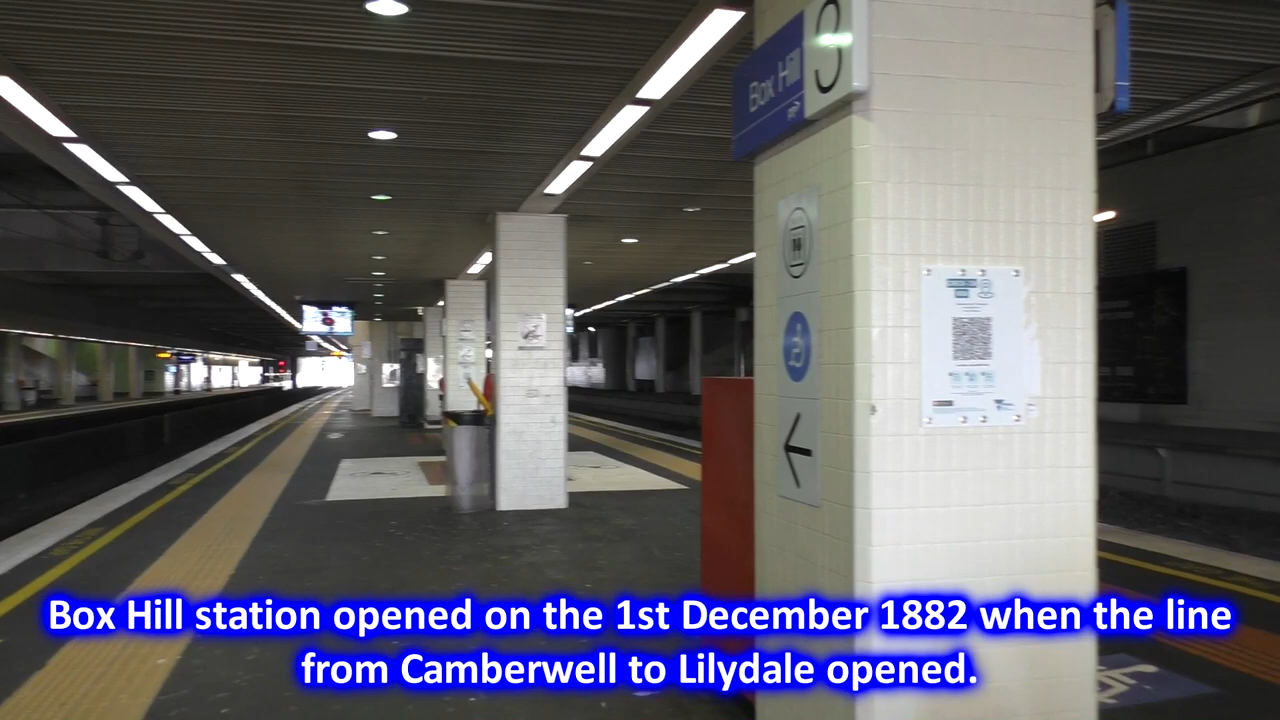 Box Hill
3
Box Hill station opened on the 1st December 1882 when the line
from Camberwell to Lilydale opened.